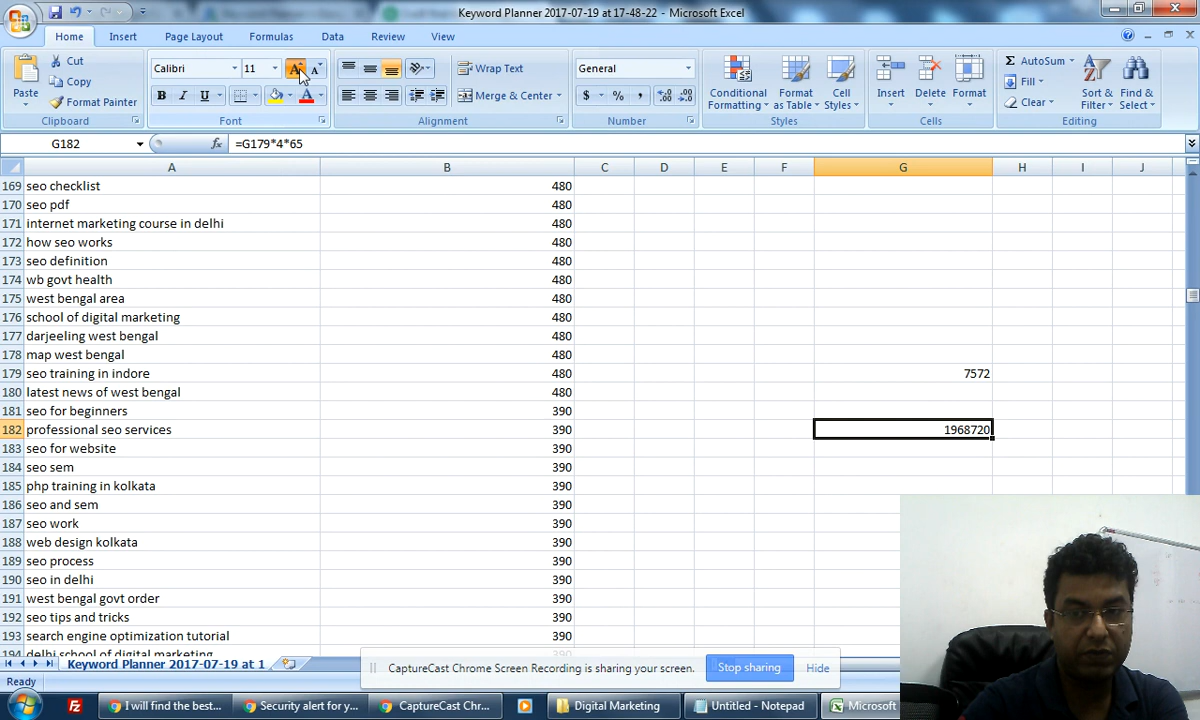 Keyword Planner 2017-07-19 at 17-48-22 - Microsoft Excel
Home Insert Page Layout Formulas Data Review View
Paste
Cut
Copy
Format Painter
Clipboard
Calibri 11
B I U
Font
Wrap Text
Merge & Center
Alignment
General
$ % ,
Number
Conditional Formatting
Format as Table
Cell Styles
Styles
Insert Delete Format
Cells
Σ AutoSum
Fill
Clear
Sort & Filter
Find & Select
Editing
G182 fx =G179*4*65
A B C D E F G H I J
169 seo checklist 480
170 seo pdf 480
171 internet marketing course in delhi 480
172 how seo works 480
173 seo definition 480
174 wb govt health 480
175 west bengal area 480
176 school of digital marketing 480
177 darjeeling west bengal 480
178 map west bengal 480
179 seo training in indore 480 7572
180 latest news of west bengal 480
181 seo for beginners 390
182 professional seo services 390 1968720
183 seo for website 390
184 seo sem 390
185 php training in kolkata 390
186 seo and sem 390
187 seo work 390
188 web design kolkata 390
189 seo process 390
190 seo in delhi 390
191 west bengal govt order 390
192 seo tips and tricks 390
193 search engine optimization tutorial 390
194 delhi school of digital marketing 390
Keyword Planner 2017-07-19 at 1
CaptureCast Chrome Screen Recording is sharing your screen. Stop sharing Hide
Ready
Fz I will find the best... Security alert for y... CaptureCast Chr... Digital Marketing Untitled - Notepad Microsoft